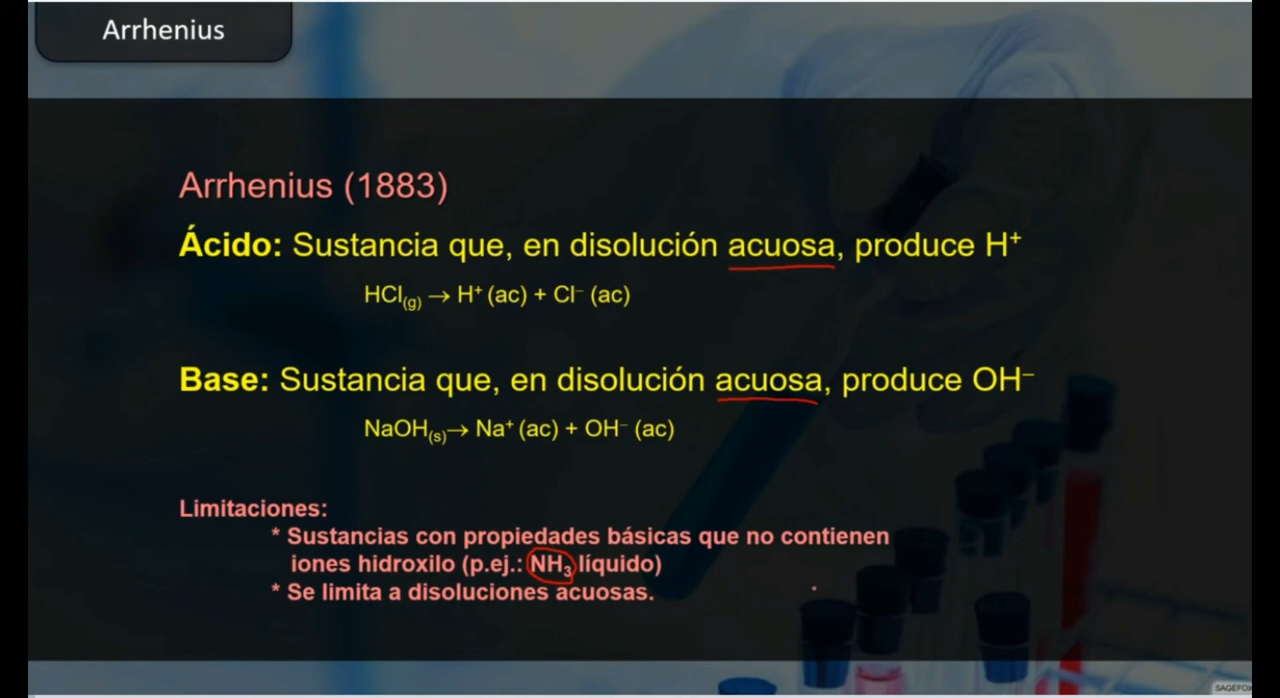 Arrhenius
Arrhenius (1883)
Ácido: Sustancia que, en disolución acuosa, produce H⁺
HCl₍g₎ → H⁺ (ac) + Cl⁻ (ac)
Base: Sustancia que, en disolución acuosa, produce OH⁻
NaOH₍s₎→ Na⁺ (ac) + OH⁻ (ac)
Limitaciones:
* Sustancias con propiedades básicas que no contienen
iones hidroxilo (p.ej.: NH₃ líquido)
* Se limita a disoluciones acuosas.
SAGEFOX